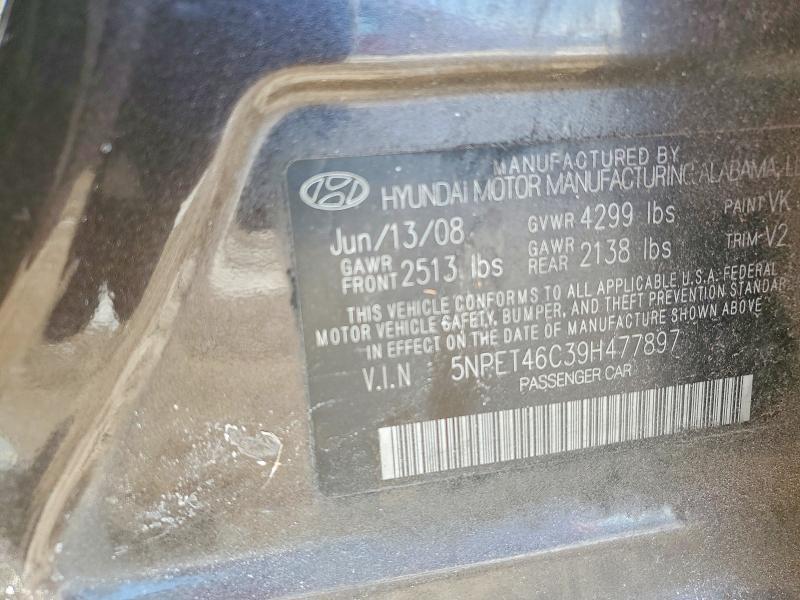 MANUFACTURED BY
HYUNDAI MOTOR MANUFACTURING ALABAMA, LL
Jun/13/08 GVWR 4299 lbs PAINT VK
GAWR FRONT 2513 lbs GAWR REAR 2138 lbs TRIM-V2
THIS VEHICLE CONFORMS TO ALL APPLICABLE U.S.A. FEDERAL
MOTOR VEHICLE SAFETY, BUMPER, AND THEFT PREVENTION STANDAR
IN EFFECT ON THE DATE OF MANUFACTURE SHOWN ABOVE
V.I.N 5NPET46C39H477897
PASSENGER CAR